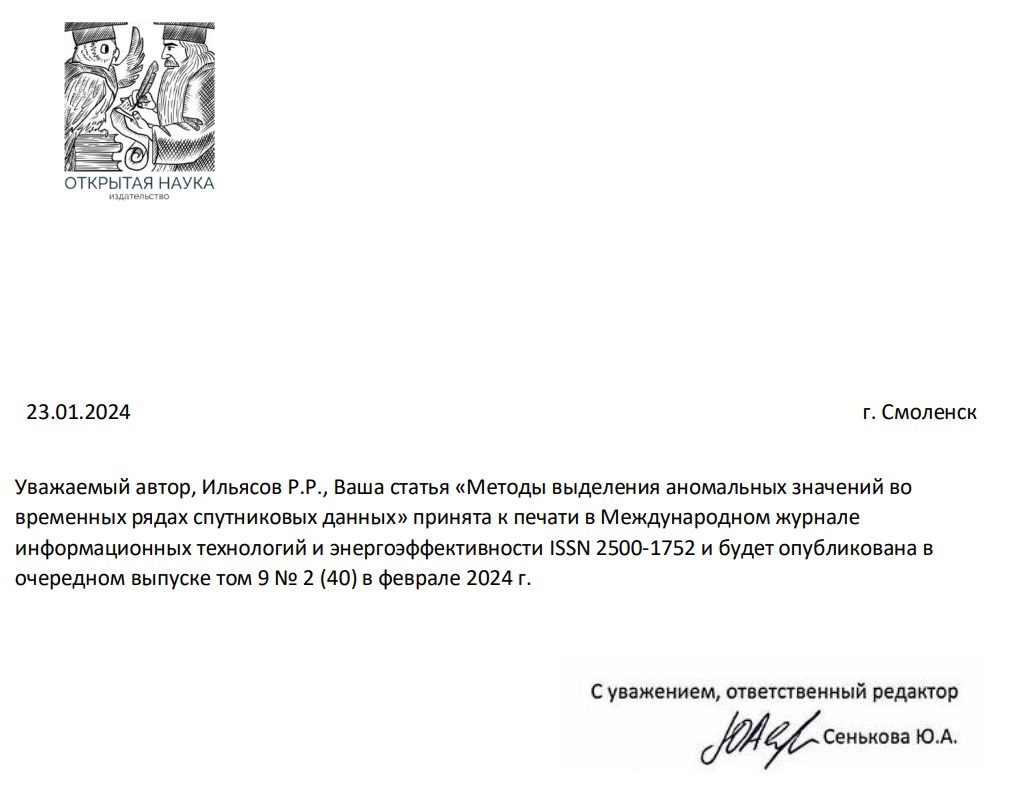 ОТКРЫТАЯ НАУКА
издательство
23.01.2024 г. Смоленск
Уважаемый автор, Ильясов Р.Р., Ваша статья «Методы выделения аномальных значений во
временных рядах спутниковых данных» принята к печати в Международном журнале
информационных технологий и энергоэффективности ISSN 2500-1752 и будет опубликована в
очередном выпуске том 9 № 2 (40) в феврале 2024 г.
С уважением, ответственный редактор
Сенькова Ю.А.